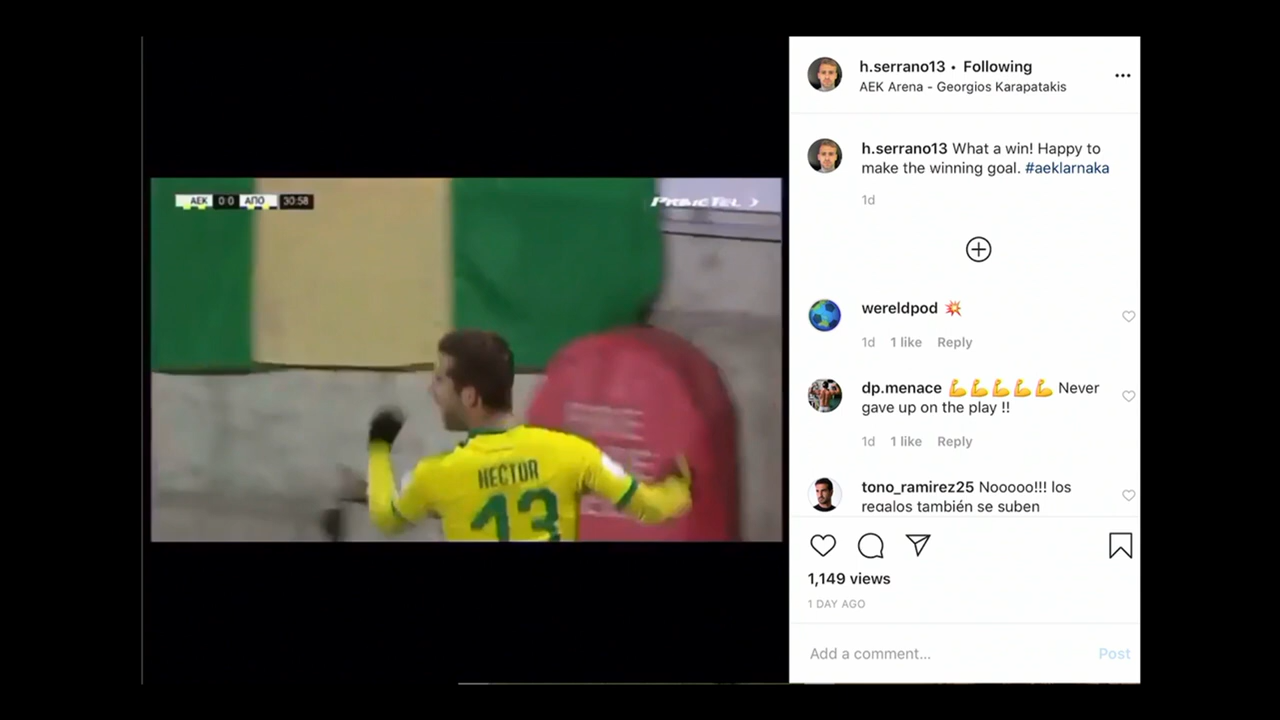 AEK 0:0 ΑΠΟ 30:58
PRIMETEL
HECTOR
13
h.serrano13 • Following
AEK Arena - Georgios Karapatakis
h.serrano13 What a win! Happy to
make the winning goal. #aeklarnaka
1d
wereldpod 💥
1d 1 like Reply
dp.menace 💪💪💪💪💪 Never
gave up on the play !!
1d 1 like Reply
tono_ramirez25 Nooooo!!! los
regalos también se suben
1,149 views
1 DAY AGO
Add a comment... Post